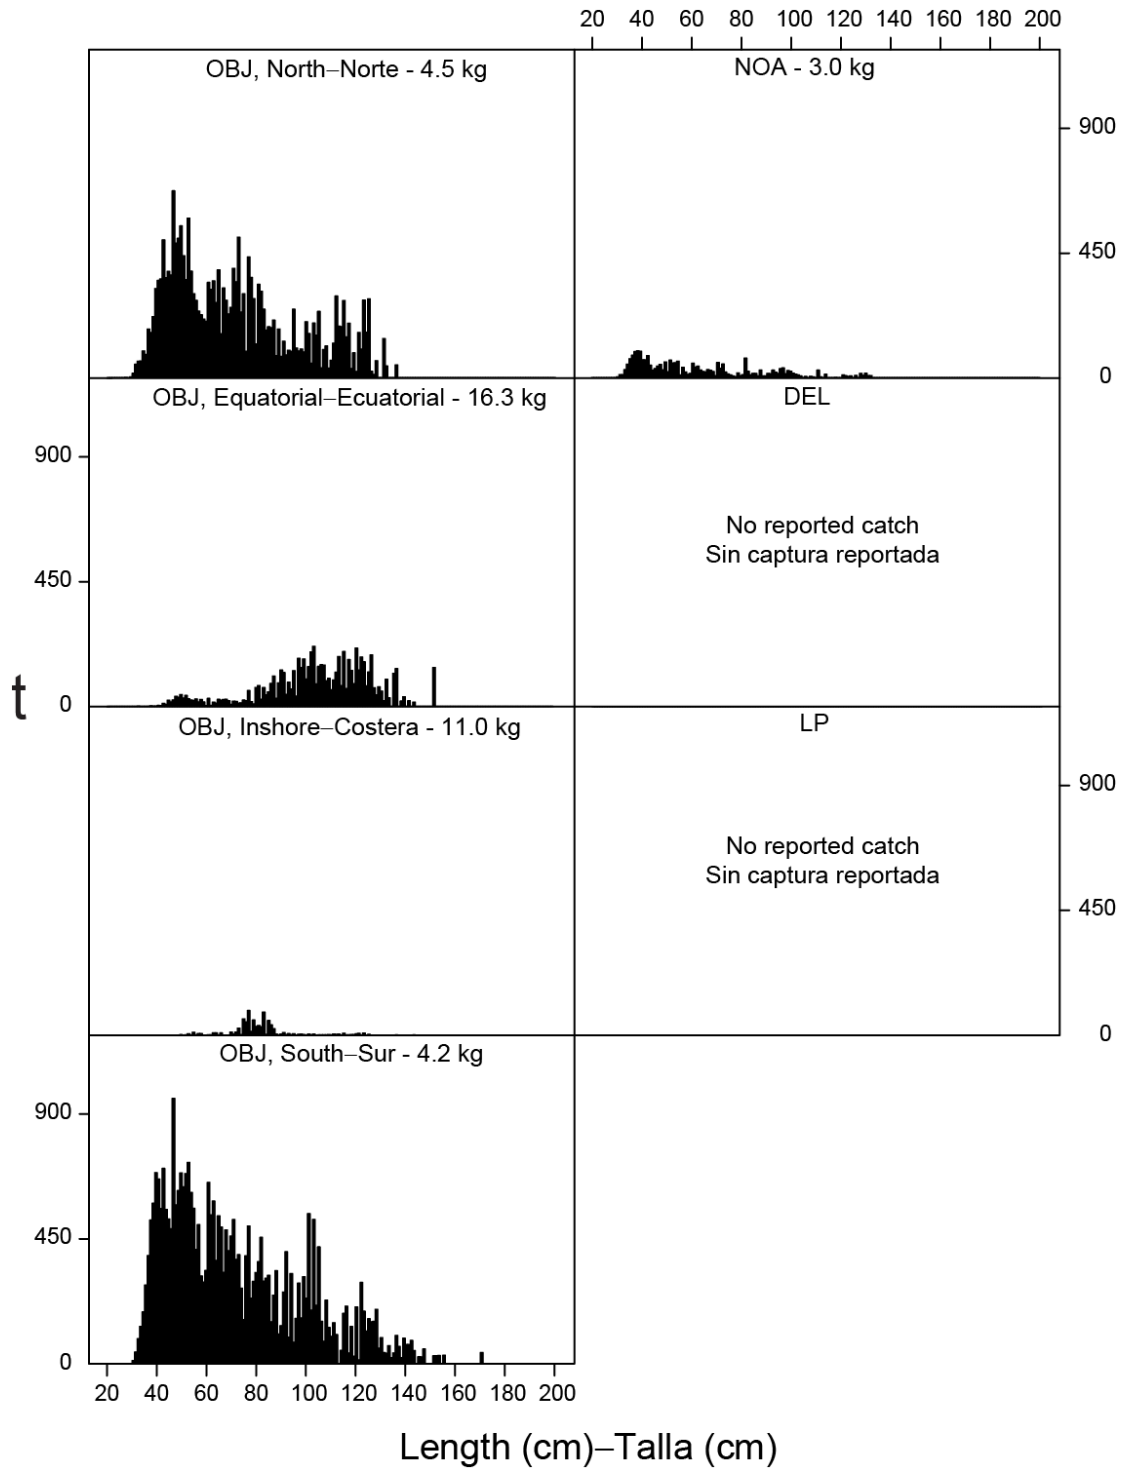 20 40 60 80 100 120 140 160 180 200
OBJ, North–Norte - 4.5 kg
NOA - 3.0 kg
900
450
0
OBJ, Equatorial–Ecuatorial - 16.3 kg
DEL
900
450
0
No reported catch
Sin captura reportada
t
OBJ, Inshore–Costera - 11.0 kg
LP
900
450
0
No reported catch
Sin captura reportada
OBJ, South–Sur - 4.2 kg
900
450
0
20 40 60 80 100 120 140 160 180 200
Length (cm)–Talla (cm)